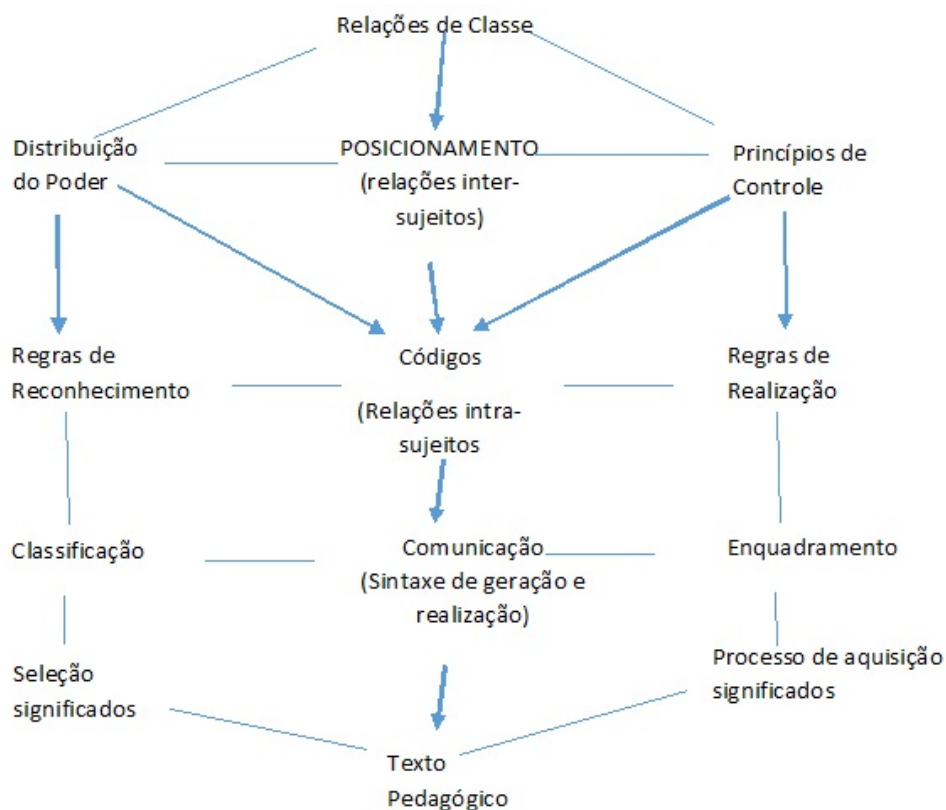 Relações de Classe
Distribuição
do Poder
POSICIONAMENTO
(relações inter-
sujeitos)
Princípios de
Controle
Regras de
Reconhecimento
Códigos
(Relações intra-
sujeitos
Regras de
Realização
Classificação
Comunicação
(Sintaxe de geração e
realização)
Enquadramento
Seleção
significados
Processo de aquisição
significados
Texto
Pedagógico